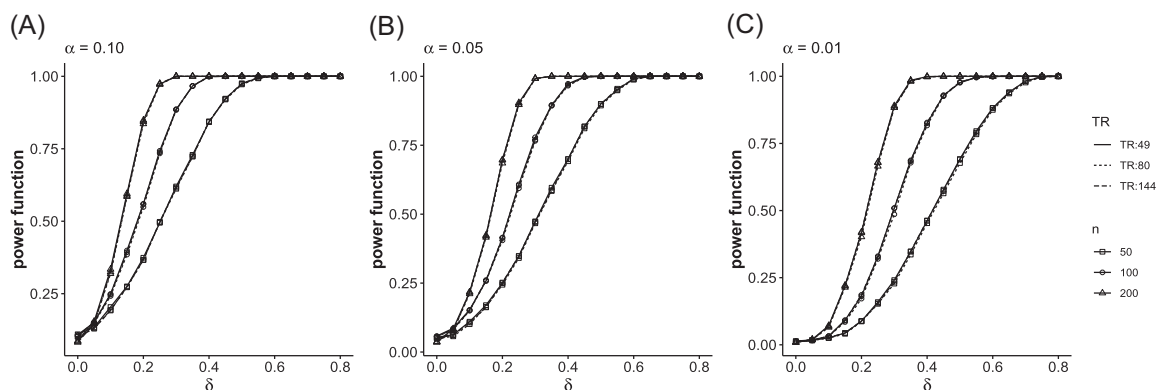 (A)
α = 0.10
1.00
0.75
0.50
0.25
power function
0.0 0.2 0.4 0.6 0.8
δ
(B)
α = 0.05
1.00
0.75
0.50
0.25
0.00
power function
0.0 0.2 0.4 0.6 0.8
δ
(C)
α = 0.01
1.00
0.75
0.50
0.25
0.00
power function
0.0 0.2 0.4 0.6 0.8
δ
TR
TR:49
TR:80
TR:144
n
50
100
200